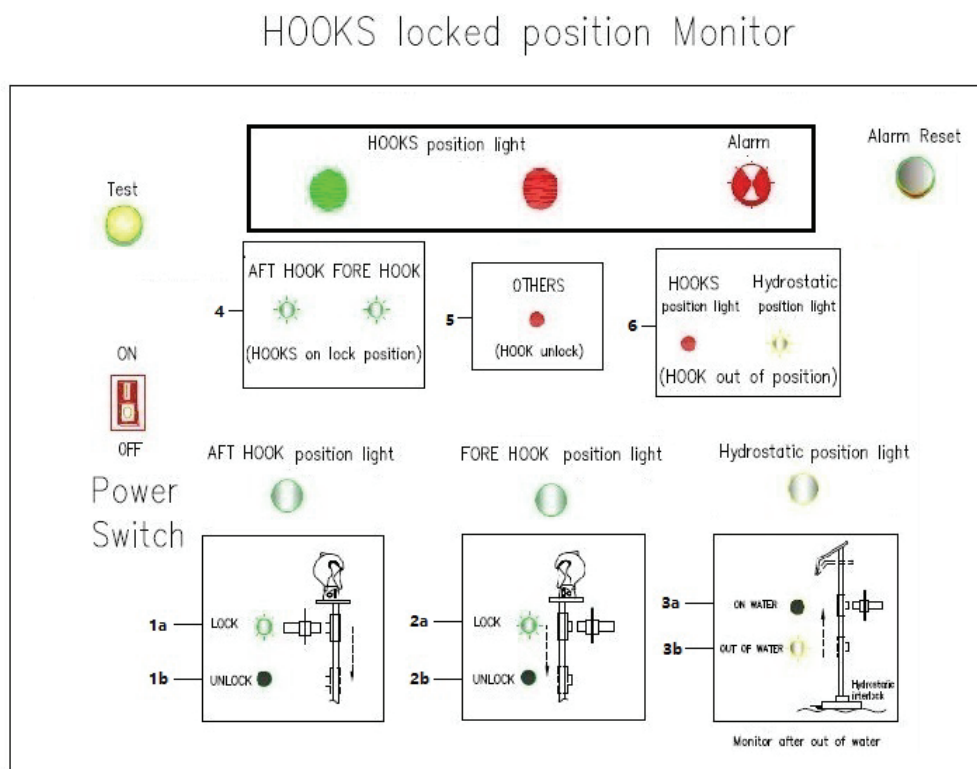 HOOKS locked position Monitor
HOOKS position light
Alarm
Alarm Reset
Test
AFT HOOK FORE HOOK
4
(HOOKS on lock position)
OTHERS
5
(HOOK unlock)
HOOKS
position light
Hydrostatic
position light
6
(HOOK out of position)
ON
OFF
Power
Switch
AFT HOOK position light
FORE HOOK position light
Hydrostatic position light
1a
LOCK
1b
UNLOCK
2a
LOCK
2b
UNLOCK
3a
ON WATER
3b
OUT OF WATER
Hydrostatic
interlock
Monitor after out of water